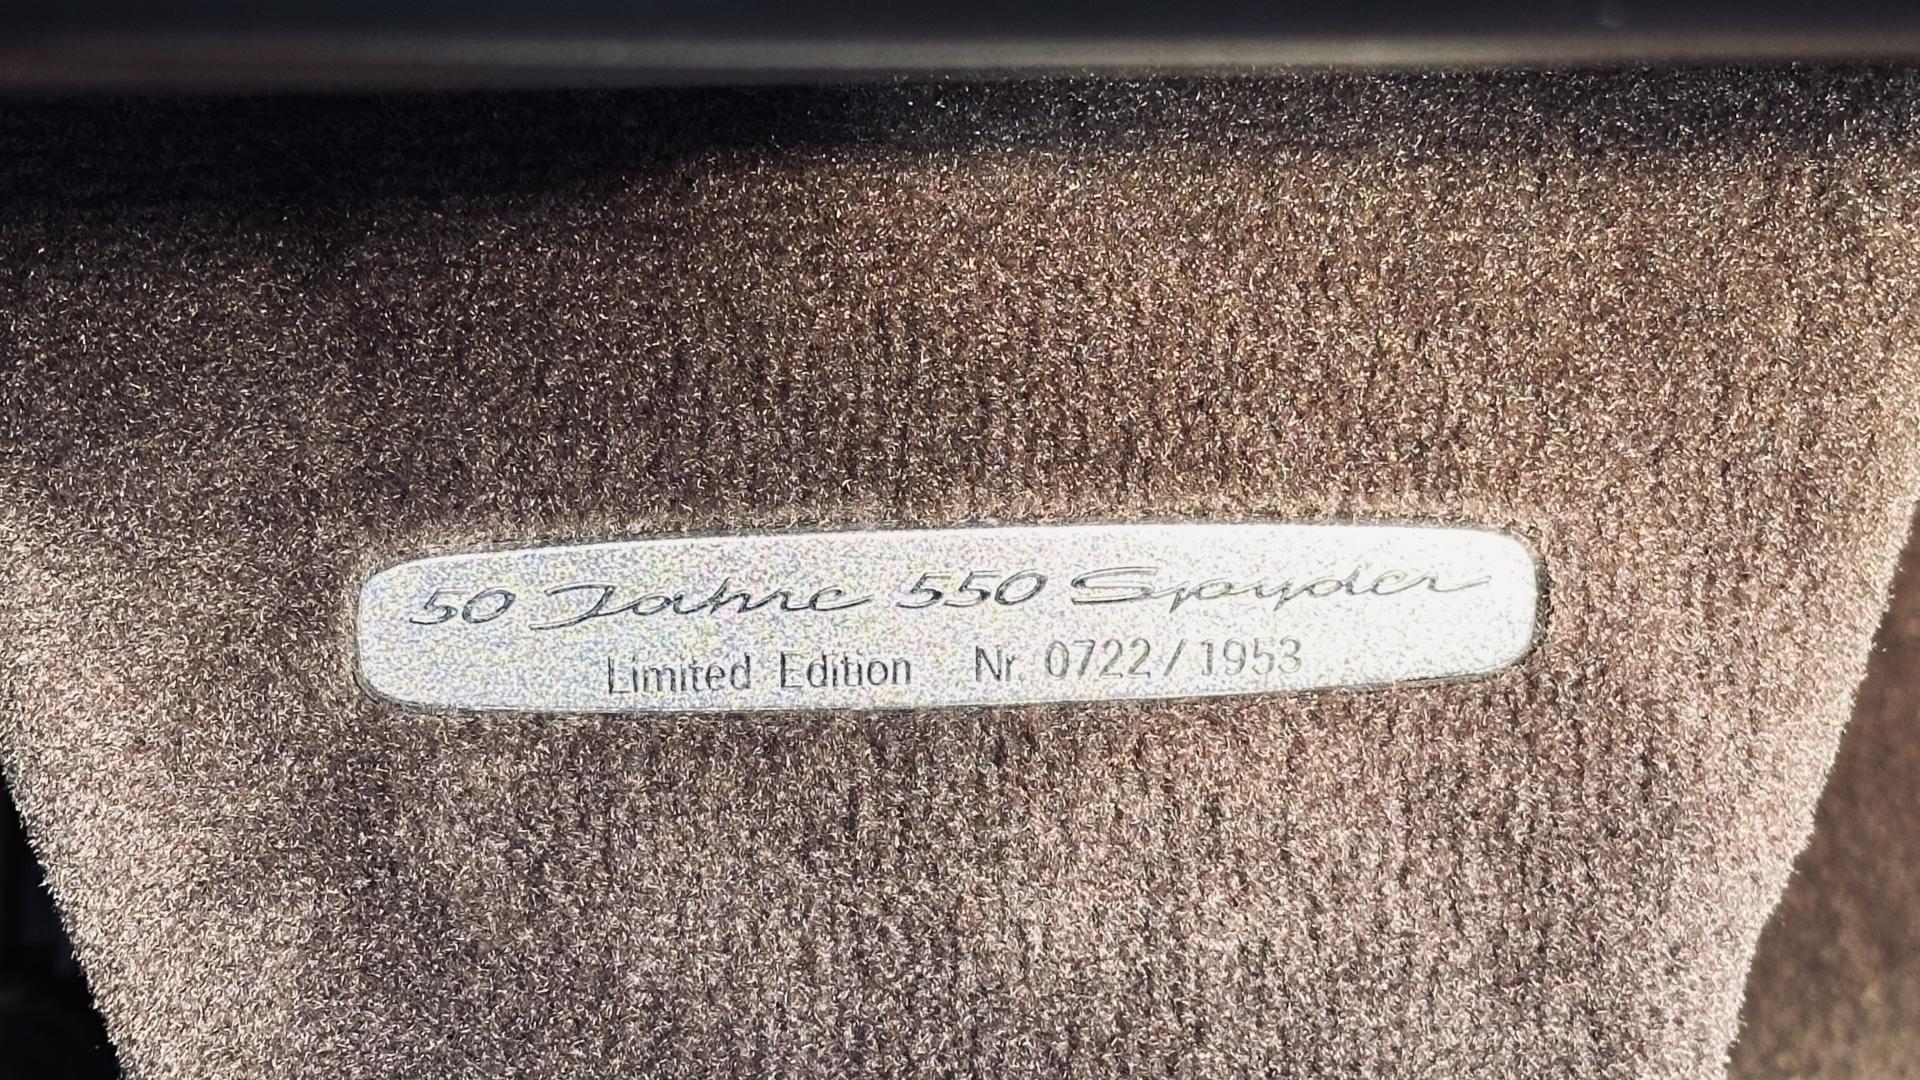 50 Jahre 550 Spyder
Limited Edition Nr. 0722 / 1953